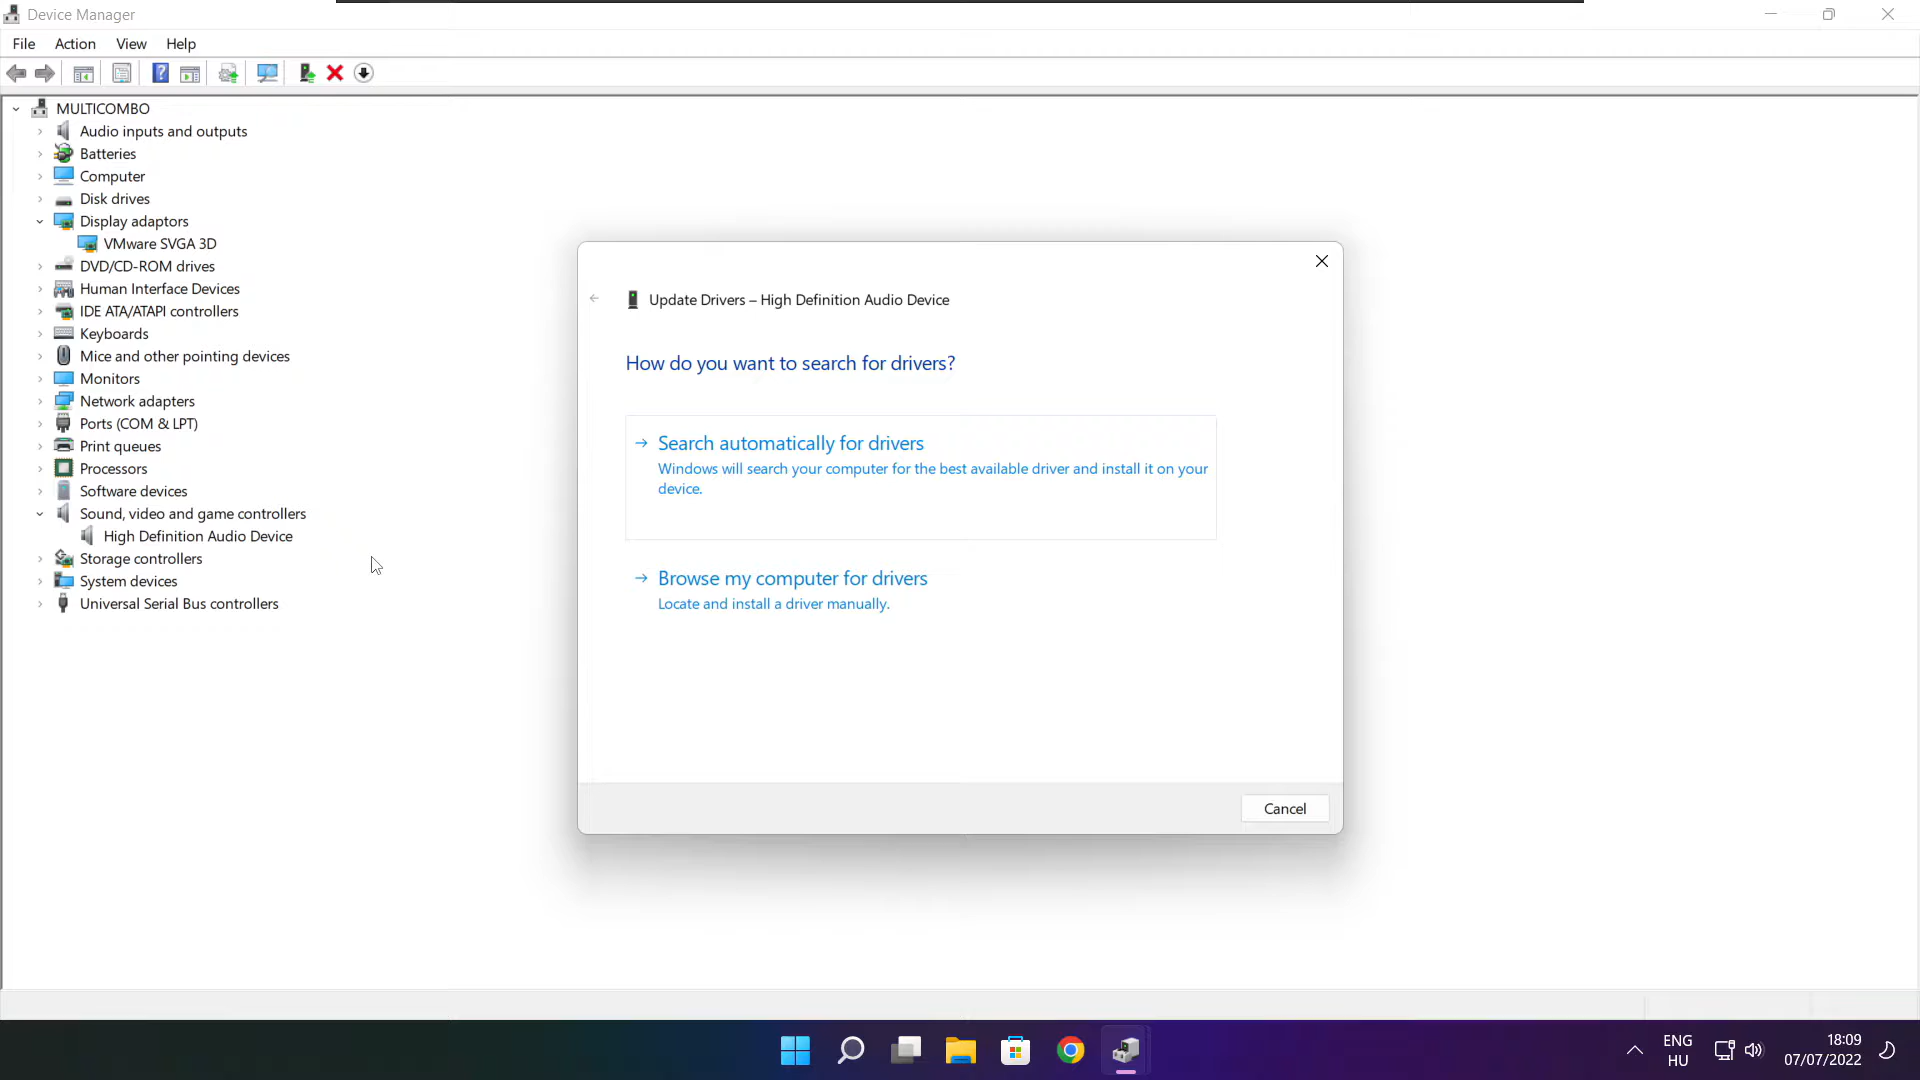 Device Manager
File Action View Help
MULTICOMBO
Audio inputs and outputs
Batteries
Computer
Disk drives
Display adaptors
VMware SVGA 3D
DVD/CD-ROM drives
Human Interface Devices
IDE ATA/ATAPI controllers
Keyboards
Mice and other pointing devices
Monitors
Network adapters
Ports (COM & LPT)
Print queues
Processors
Software devices
Sound, video and game controllers
High Definition Audio Device
Storage controllers
System devices
Universal Serial Bus controllers
Update Drivers – High Definition Audio Device
How do you want to search for drivers?
Search automatically for drivers
Windows will search your computer for the best available driver and install it on your
device.
Browse my computer for drivers
Locate and install a driver manually.
Cancel
ENG
HU
18:09
07/07/2022